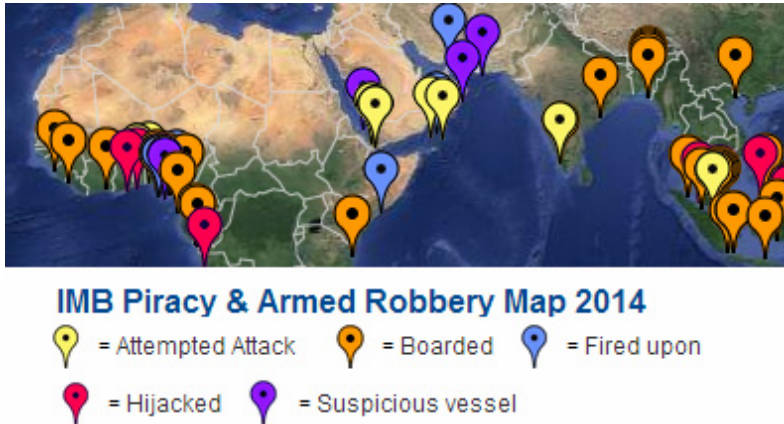 IMB Piracy & Armed Robbery Map 2014
= Attempted Attack = Boarded = Fired upon
= Hijacked = Suspicious vessel